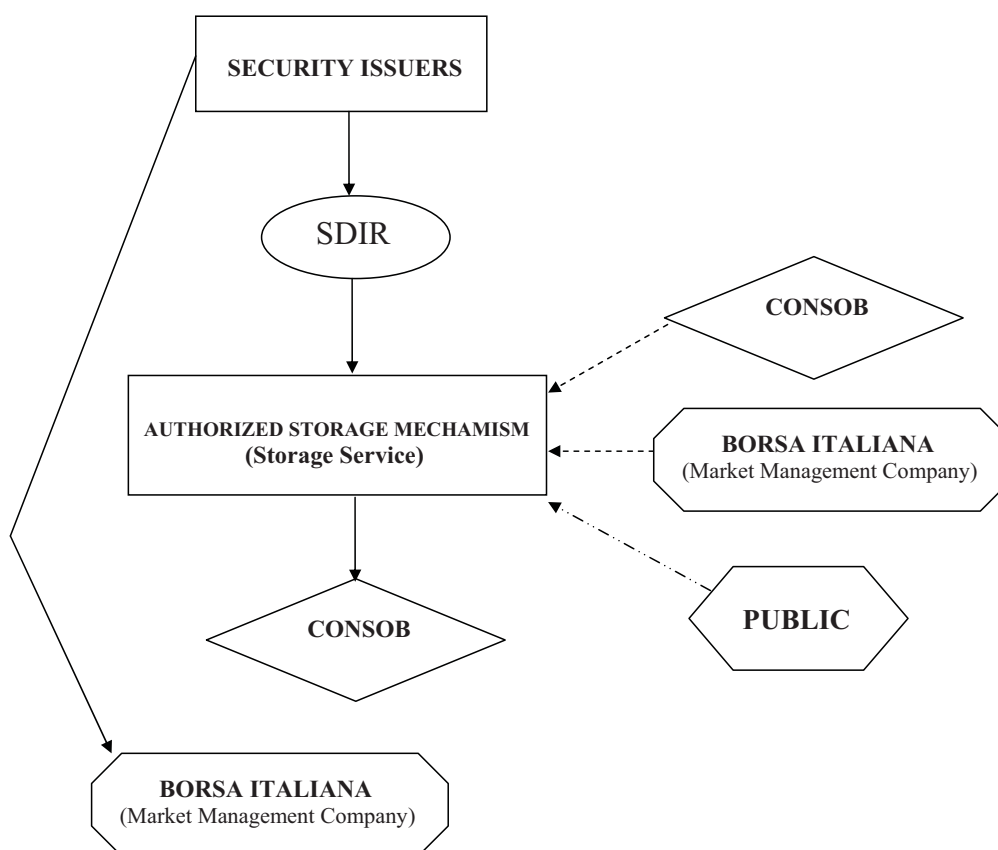 SECURITY ISSUERS
SDIR
CONSOB
AUTHORIZED STORAGE MECHAMISM
(Storage Service)
BORSA ITALIANA
(Market Management Company)
PUBLIC
CONSOB
BORSA ITALIANA
(Market Management Company)